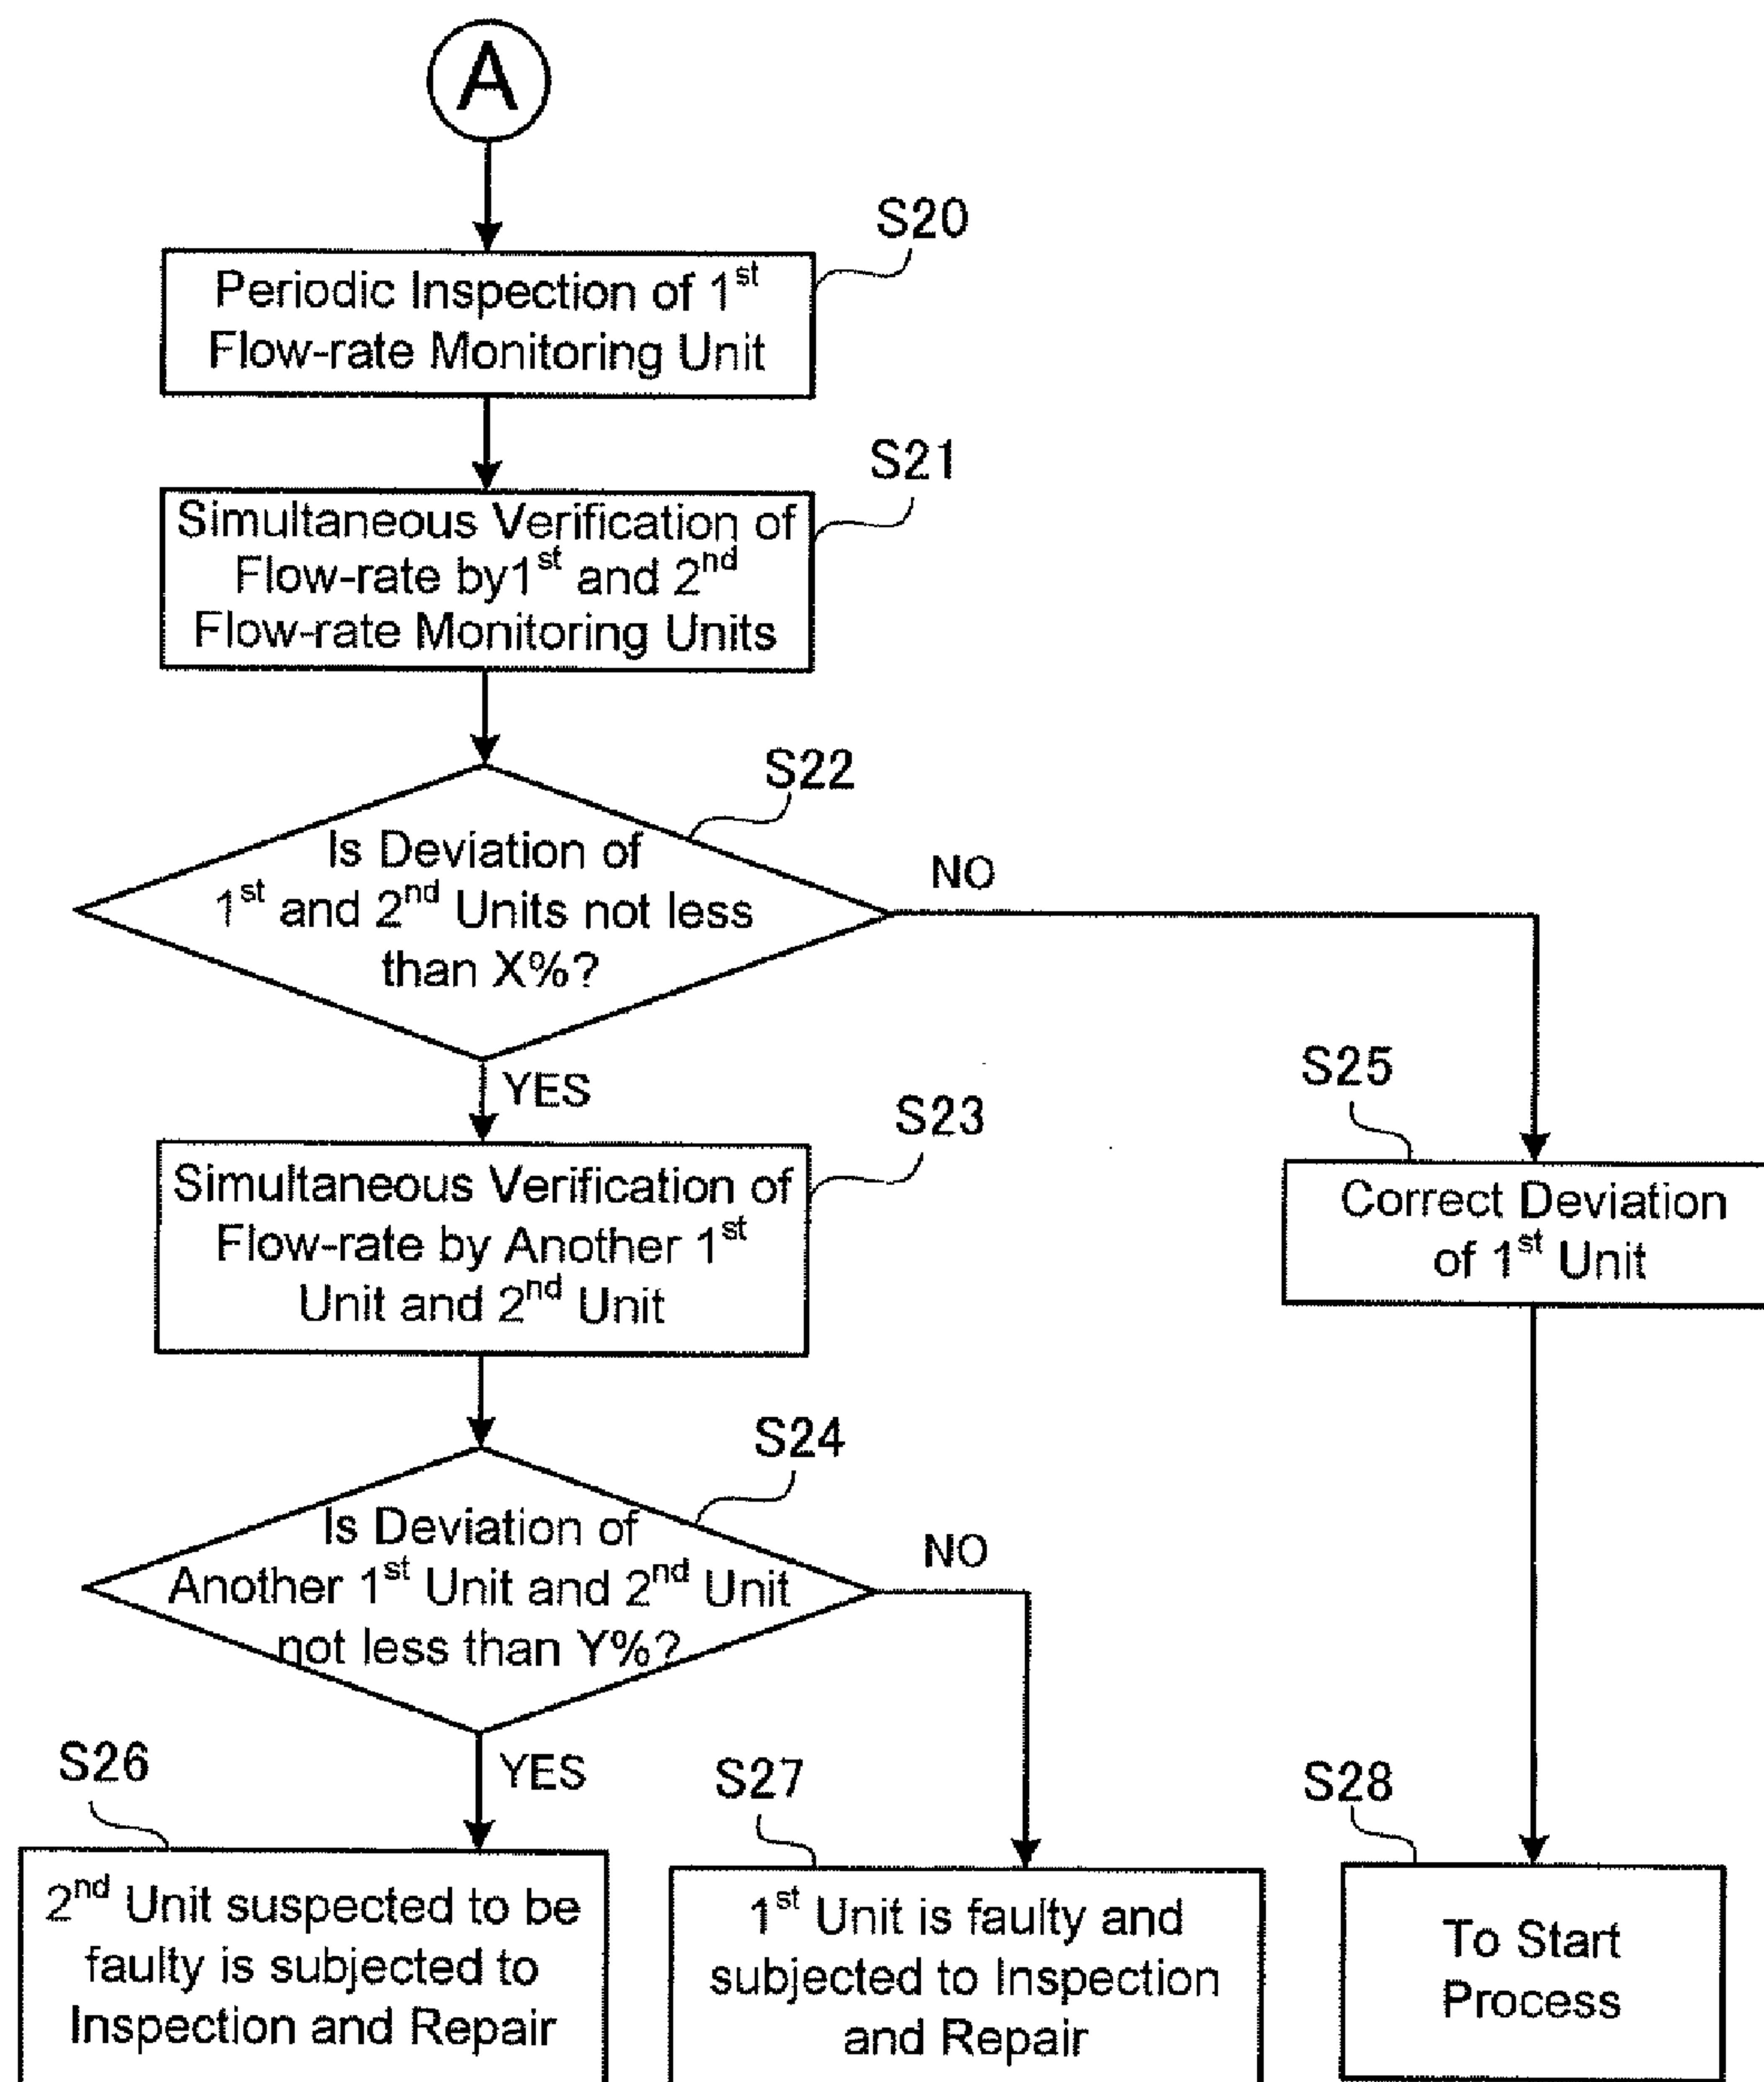 A
S20
Periodic Inspection of 1st
Flow-rate Monitoring Unit
S21
Simultaneous Verification of
Flow-rate by1st and 2nd
Flow-rate Monitoring Units
S22
Is Deviation of
1st and 2nd Units not less
than X%?
NO
YES
S23
Simultaneous Verification of
Flow-rate by Another 1st
Unit and 2nd Unit
S25
Correct Deviation
of 1st Unit
S24
Is Deviation of
Another 1st Unit and 2nd Unit
not less than Y%?
NO
YES
S26
2nd Unit suspected to be
faulty is subjected to
Inspection and Repair
S27
1st Unit is faulty and
subjected to Inspection
and Repair
S28
To Start
Process